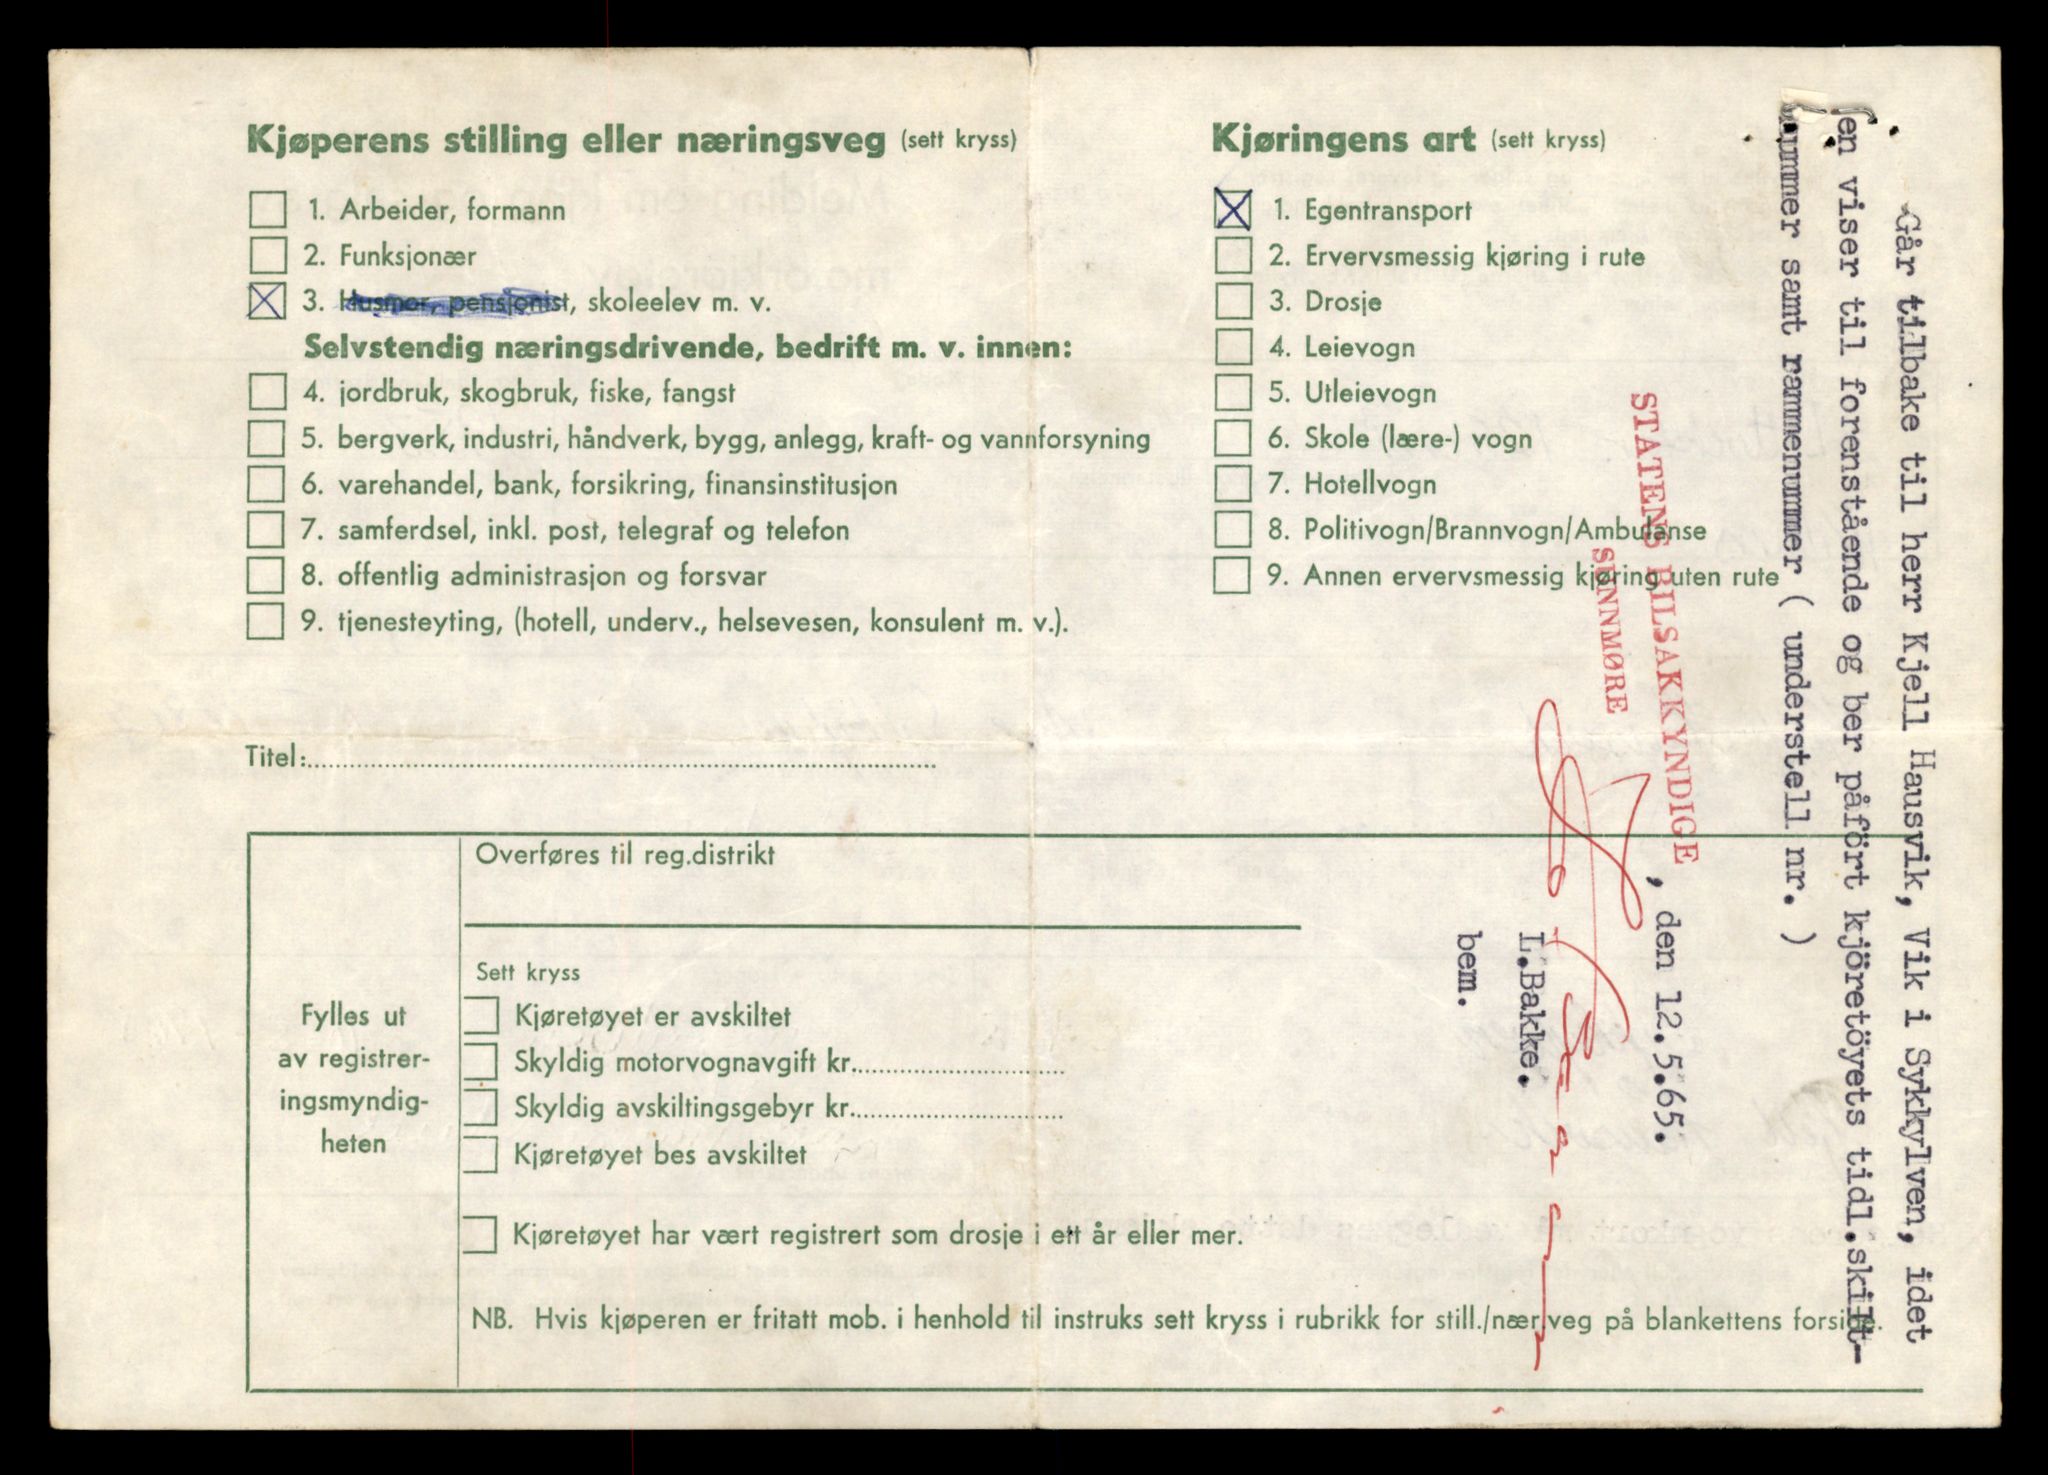 Kjøperens stilling eller næringsveg (sett kryss)
1. Arbeider, formann
2. Funksjonær
3. Husmor, pensjonist, skoleelev m. v.
Selvstendig næringsdrivende, bedrift m. v. innen:
4. jordbruk, skogbruk, fiske, fangst
5. bergverk, industri, håndverk, bygg, anlegg, kraft- og vannforsyning
6. varehandel, bank, forsikring, finansinstitusjon
7. samferdsel, inkl. post, telegraf og telefon
8. offentlig administrasjon og forsvar
9. tjenesteyting, (hotell, underv., helsevesen, konsulent m. v.).
Titel:
Kjøringens art (sett kryss)
1. Egentransport
2. Ervervsmessig kjøring i rute
3. Drosje
4. Leievogn
5. Utleievogn
6. Skole (lære-) vogn
7. Hotellvogn
8. Politivogn/Brannvogn/Ambulanse
9. Annen ervervsmessig kjøring uten rute
Går tilbake til herr Kjell Hausvik, Vik i Sykkylven, idet
en viser til forenstående og ber påfört kjöretöyets tidl.skilt-
nummer samt rammenummer ( understell nr. )
STATENS BILSAKKYNDIGE , den 12.5.65.
SUNNMØRE
L.Bakke.
bem.
Fylles ut
av registrer-
ingsmyndig-
heten
Overføres til reg.distrikt
Sett kryss
Kjøretøyet er avskiltet
Skyldig motorvognavgift kr.
Skyldig avskiltingsgebyr kr.
Kjøretøyet bes avskiltet
Kjøretøyet har vært registrert som drosje i ett år eller mer.
NB. Hvis kjøperen er fritatt mob. i henhold til instruks sett kryss i rubrikk for still./nær.veg på blankettens forside.